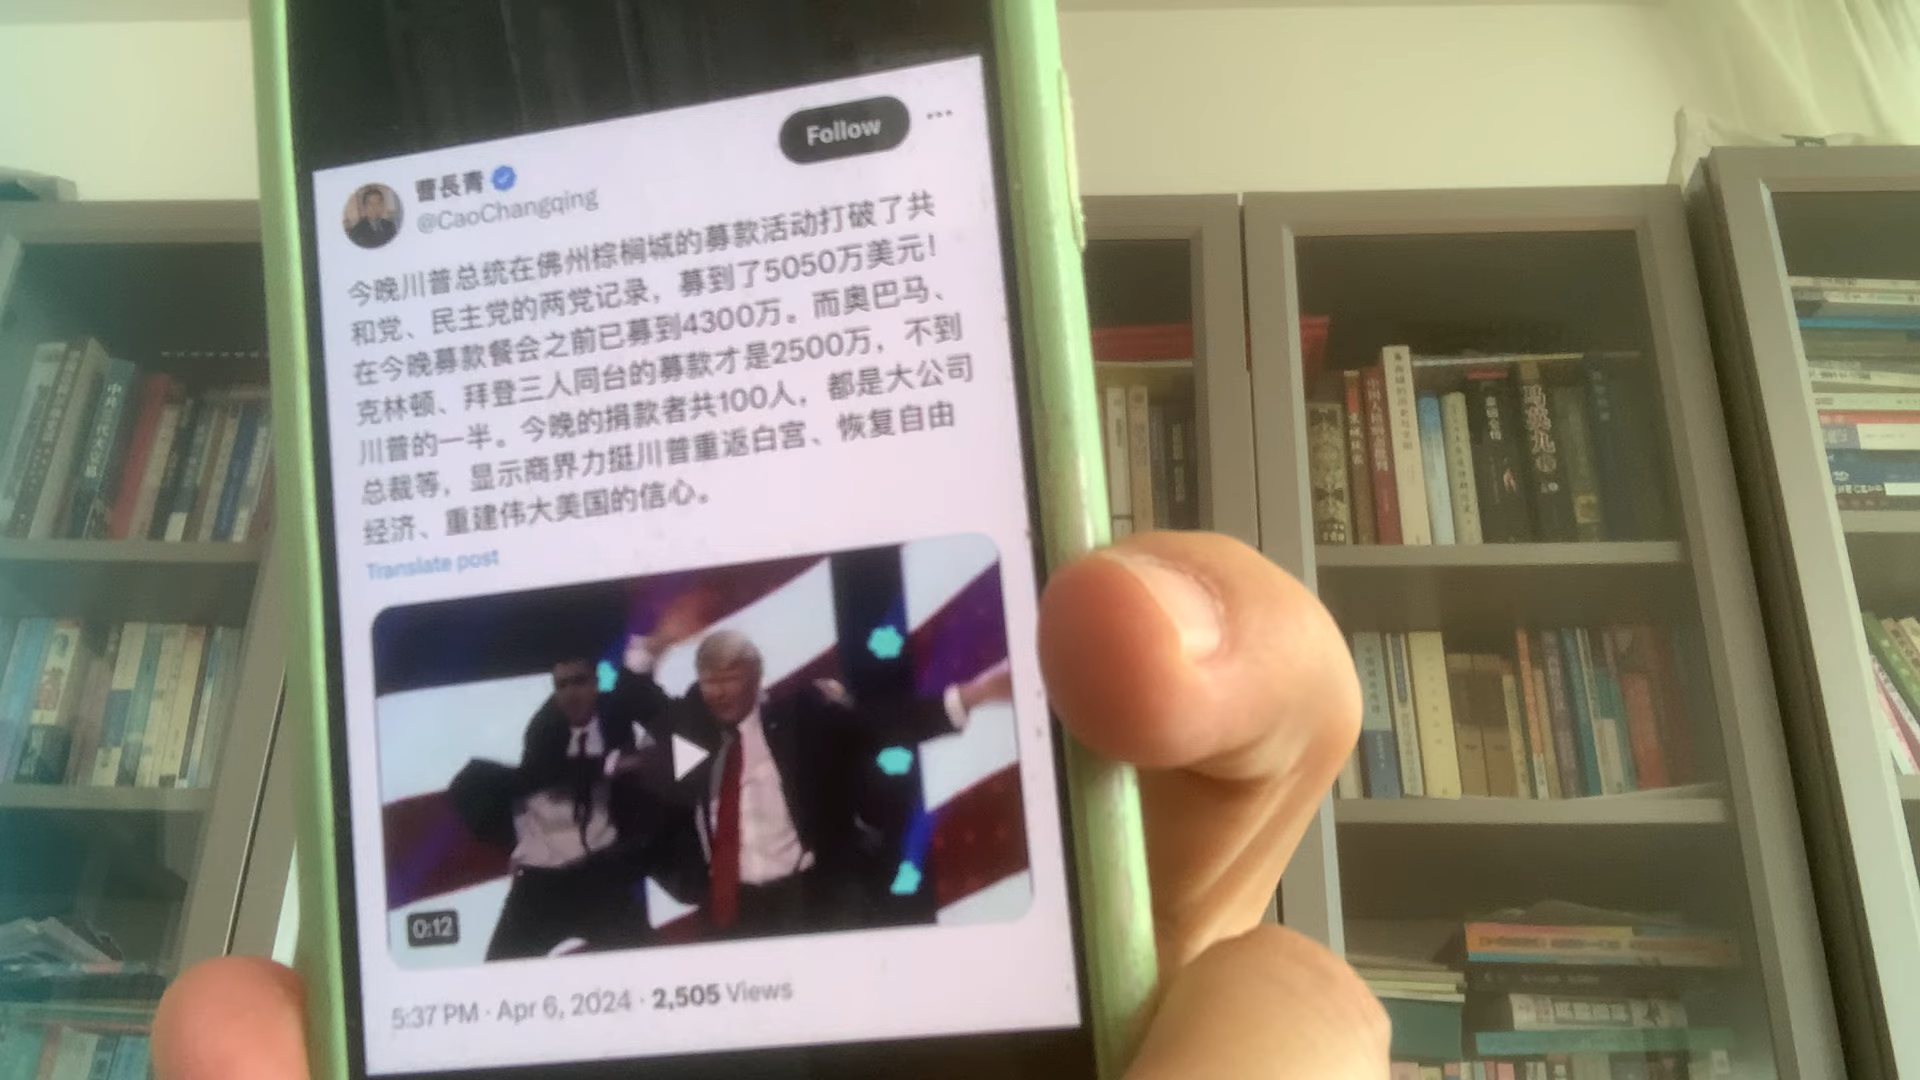 Follow
曹長青
@CaoChangqing
今晚川普总统在佛州棕榈城的募款活动打破了共
和党、民主党的两党记录，募到了5050万美元！
在今晚募款餐会之前已募到4300万。而奥巴马、
克林顿、拜登三人同台的募款才是2500万，不到
川普的一半。今晚的捐款者共100人，都是大公司
总裁等，显示商界力挺川普重返白宫、恢复自由
经济、重建伟大美国的信心。
Translate post
0:12
5:37 PM · Apr 6, 2024 · 2,505 Views
马英九